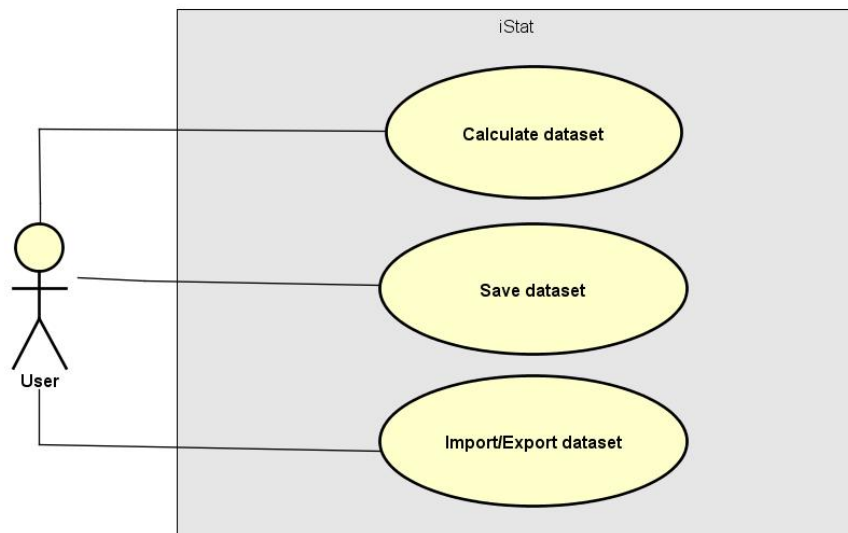 iStat
Calculate dataset
Save dataset
User
Import/Export dataset